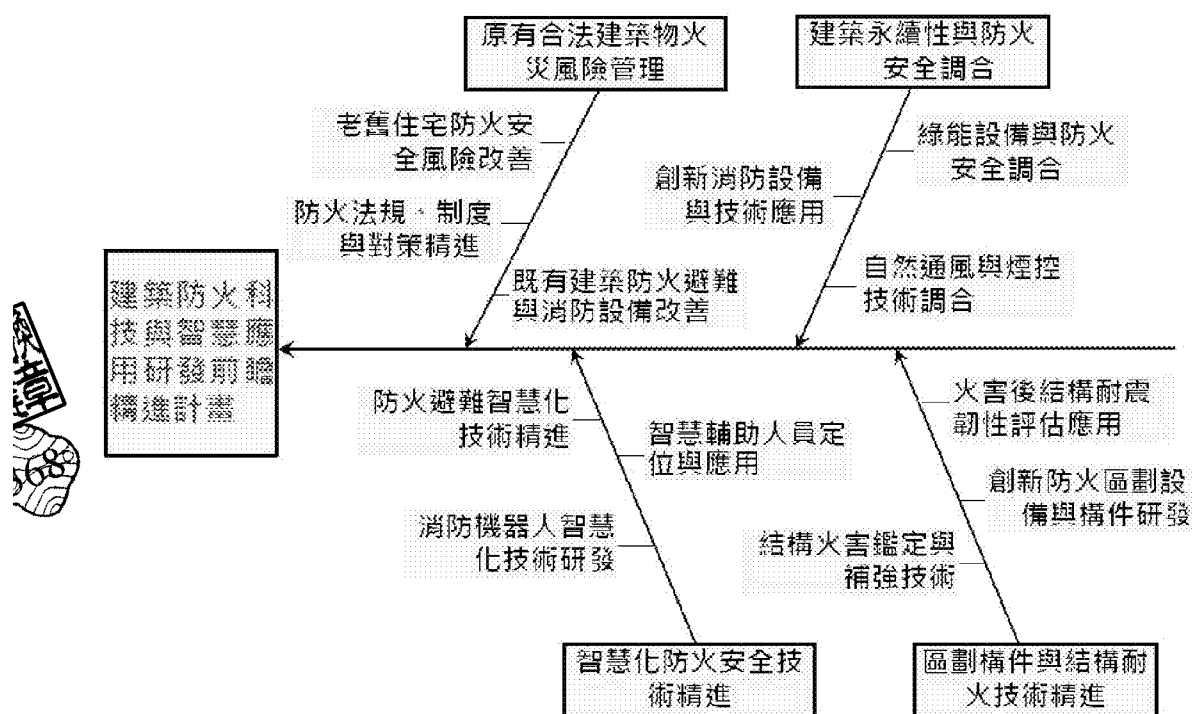 原有合法建築物火
災風險管理
建築永續性與防火
安全調合
老舊住宅防火安
全風險改善
綠能設備與防火
安全調合
創新消防設備
與技術應用
防火法規、制度
與對策精進
自然通風與煙控
技術調合
既有建築防火避難
與消防設備改善
建築防火科
技與智慧應
用研發前瞻
精進計畫
防火避難智慧化
技術精進
火害後結構耐震
韌性評估應用
智慧輔助人員定
位與應用
創新防火區劃設
備與構件研發
消防機器人智慧
化技術研發
結構火害鑑定與
補強技術
智慧化防火安全技
術精進
區劃構件與結構耐
火技術精進
章
68